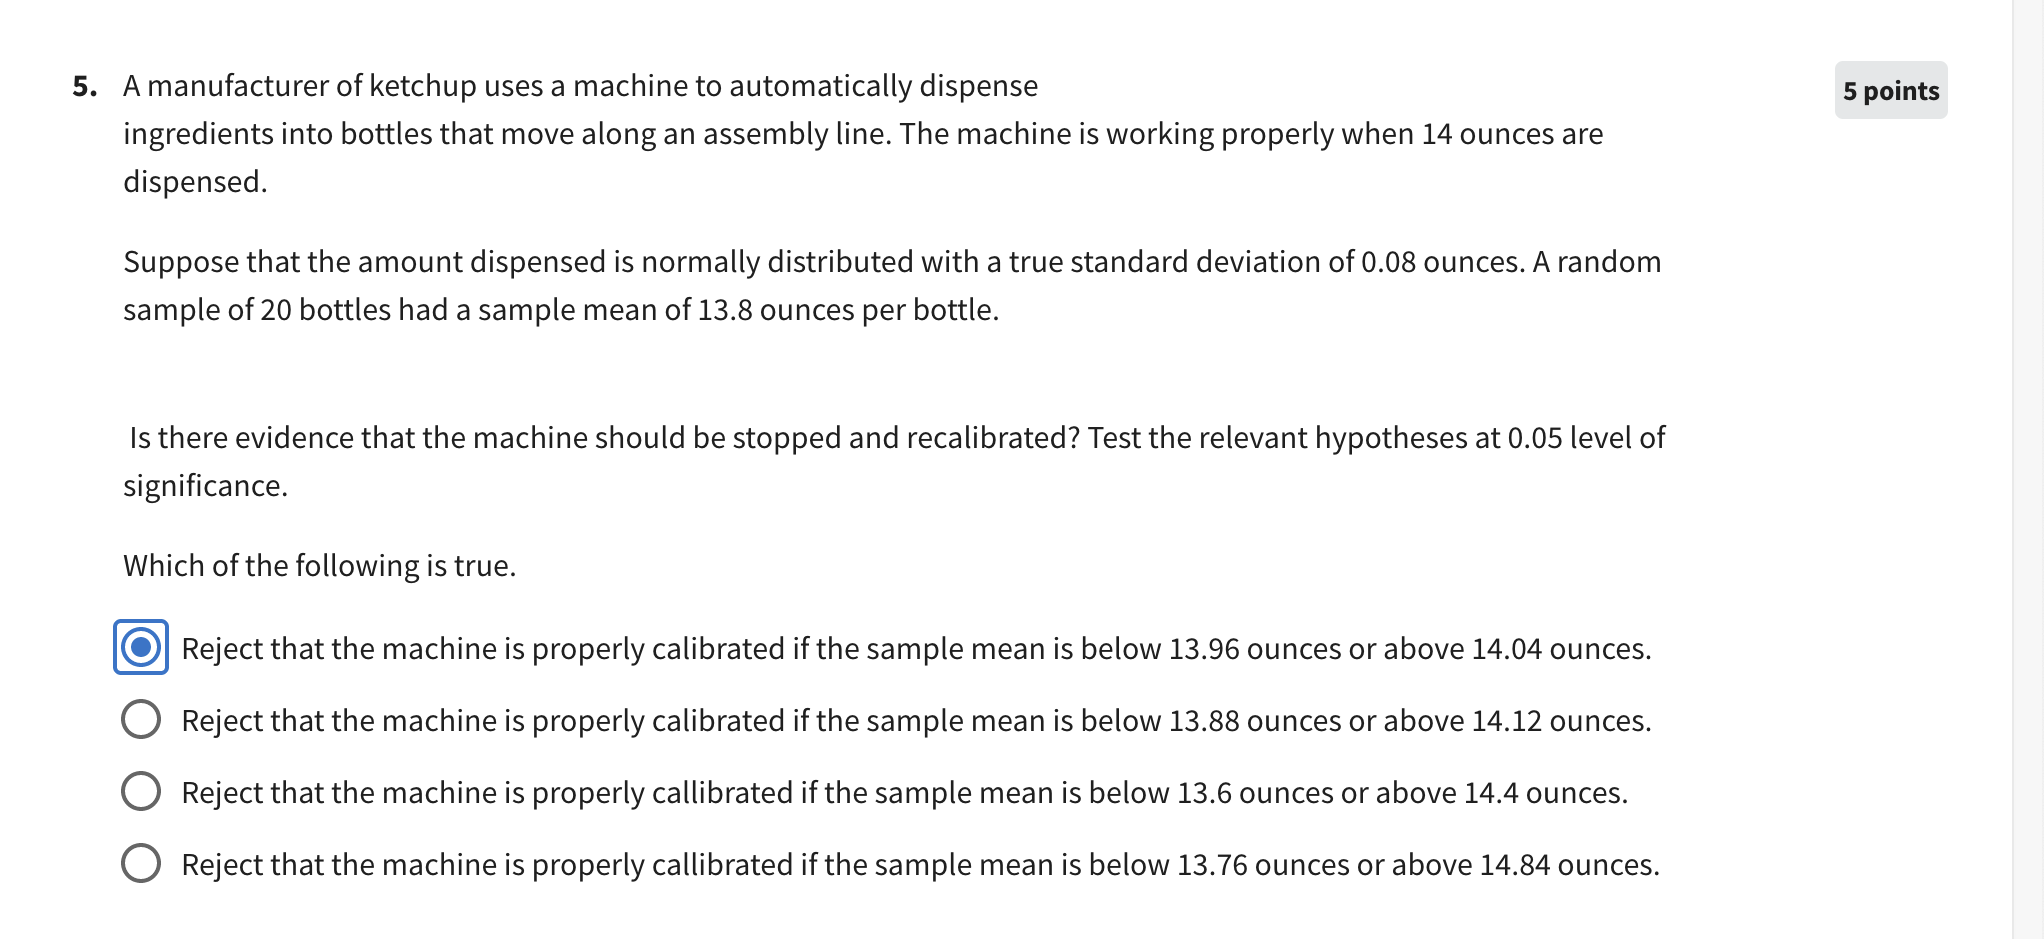 5. A manufacturer of ketchup uses a machine to automatically dispense
5 points
ingredients into bottles that move along an assembly line. The machine is working properly when 14 ounces are
dispensed.
Suppose that the amount dispensed is normally distributed with a true standard deviation of 0.08 ounces. A random
sample of 20 bottles had a sample mean of 13.8 ounces per bottle.
Is there evidence that the machine should be stopped and recalibrated? Test the relevant hypotheses at 0.05 level of
significance.
Which of the following is true.
Reject that the machine is properly calibrated if the sample mean is below 13.96 ounces or above 14.04 ounces.
Reject that the machine is properly calibrated if the sample mean is below 13.88 ounces or above 14.12 ounces.
Reject that the machine is properly callibrated if the sample mean is below 13.6 ounces or above 14.4 ounces.
Reject that the machine is properly callibrated if the sample mean is below 13.76 ounces or above 14.84 ounces.